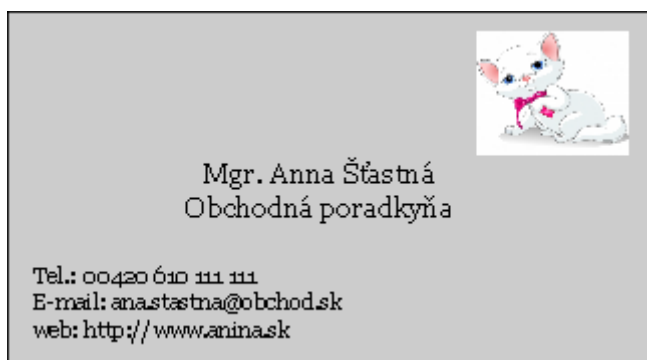 Mgr. Anna Šťastná
Obchodná poradkyňa
Tel.: 00420 610 111 111
E-mail: ana.stastna@obchod.sk
web: http://www.anina.sk